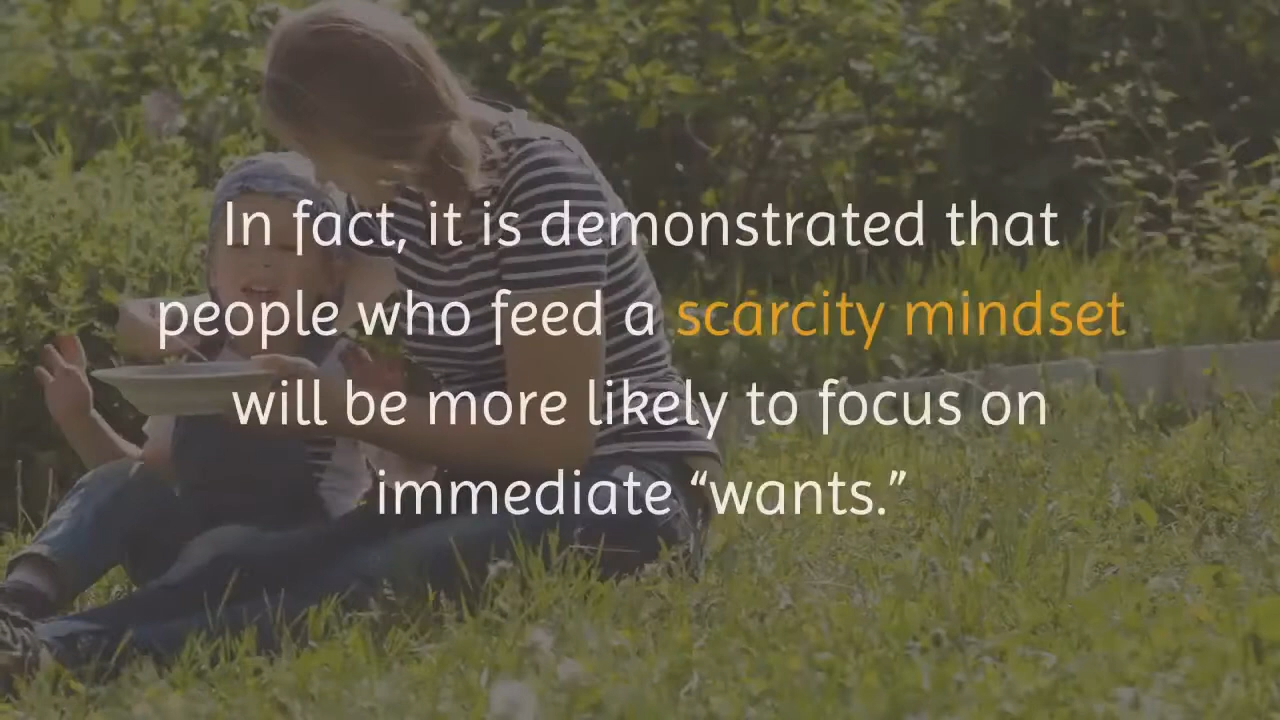 In fact, it is demonstrated that
people who feed a scarcity mindset
will be more likely to focus on
immediate “wants.”